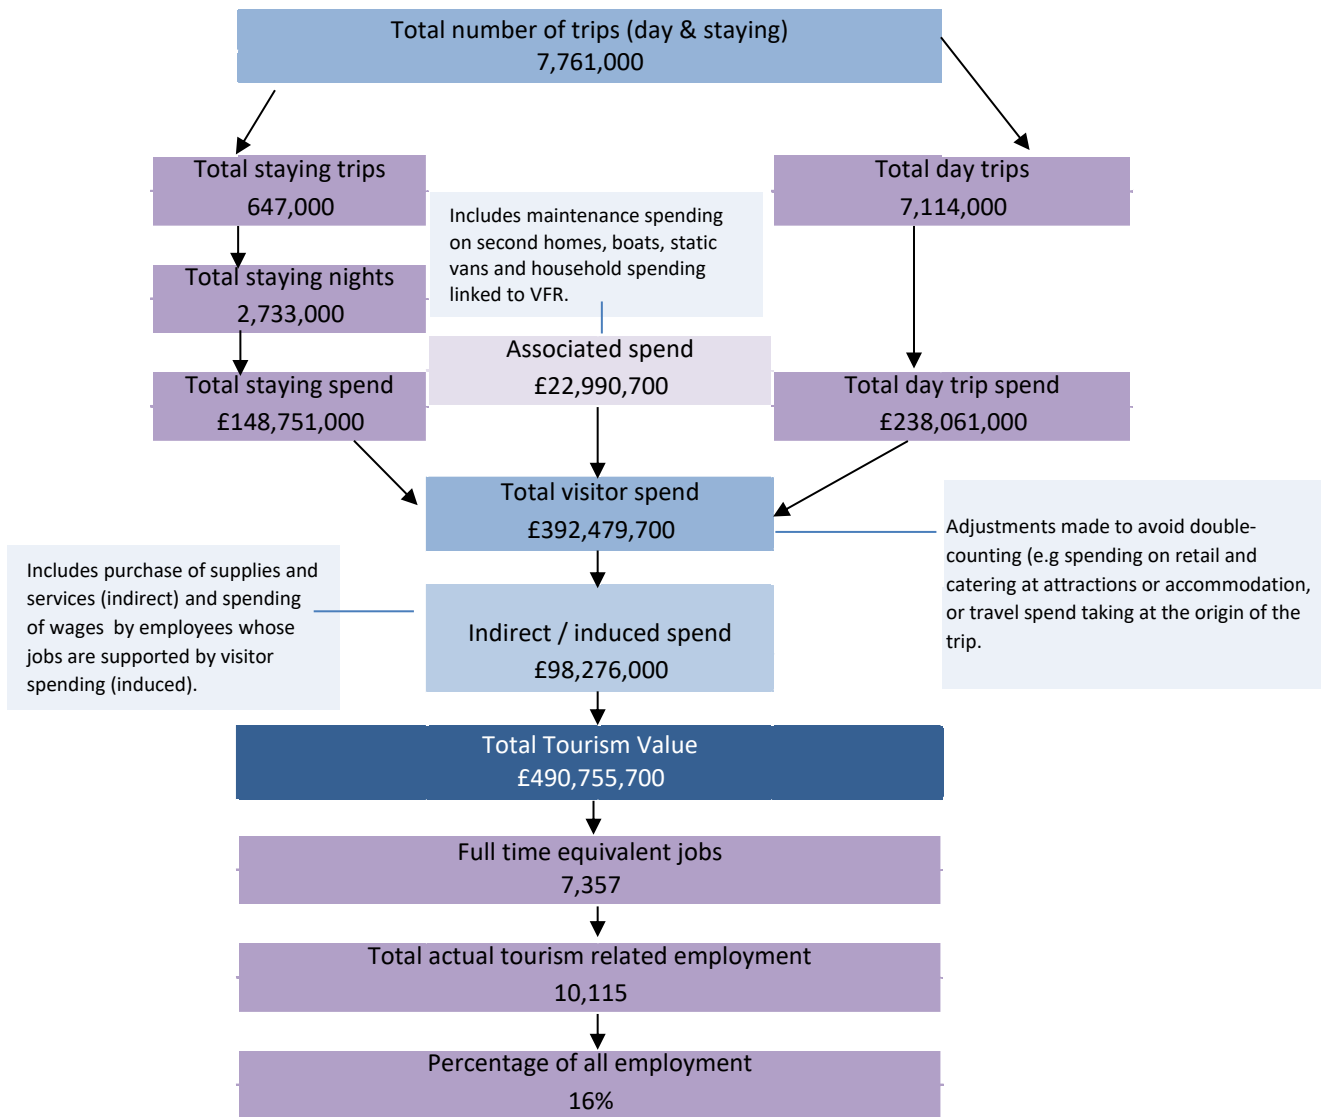 Total number of trips (day & staying)
7,761,000
Total staying trips
647,000
Total day trips
7,114,000
Includes maintenance spending
on second homes, boats, static
vans and household spending
linked to VFR.
Total staying nights
2,733,000
Associated spend
£22,990,700
Total staying spend
£148,751,000
Total day trip spend
£238,061,000
Total visitor spend
£392,479,700
Adjustments made to avoid double-
counting (e.g spending on retail and
catering at attractions or accommodation,
or travel spend taking at the origin of the
trip.
Includes purchase of supplies and
services (indirect) and spending
of wages by employees whose
jobs are supported by visitor
spending (induced).
Indirect / induced spend
£98,276,000
Total Tourism Value
£490,755,700
Full time equivalent jobs
7,357
Total actual tourism related employment
10,115
Percentage of all employment
16%